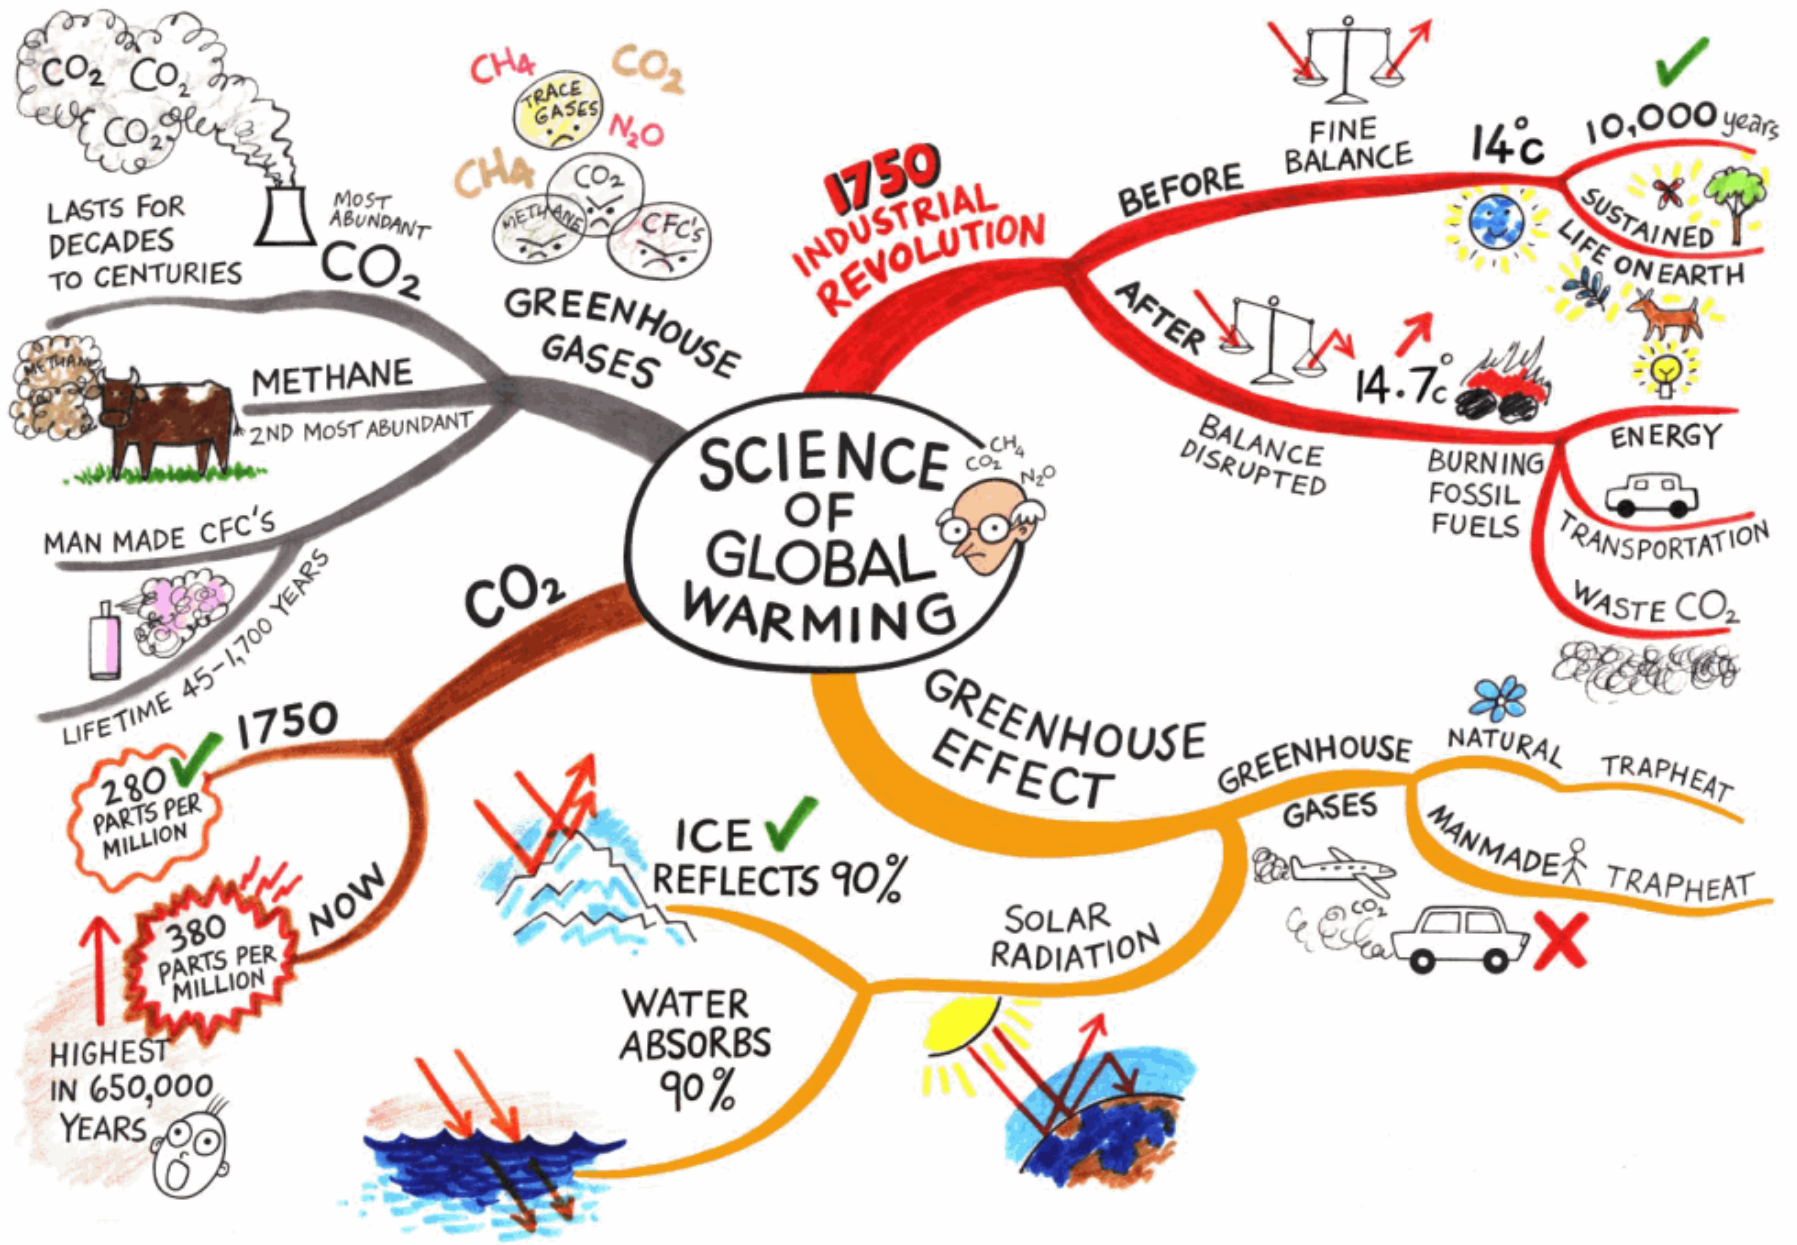 SCIENCE
OF
GLOBAL
WARMING
CH4
CO2
N2O
1750
INDUSTRIAL
REVOLUTION
BEFORE
FINE
BALANCE
14°c
10,000 years
SUSTAINED
LIFE ON EARTH
AFTER
BALANCE
DISRUPTED
14.7°c
BURNING
FOSSIL
FUELS
ENERGY
TRANSPORTATION
WASTE CO2
GREENHOUSE
EFFECT
GREENHOUSE
GASES
NATURAL
TRAPHEAT
MANMADE
TRAPHEAT
CO2
SOLAR
RADIATION
ICE
REFLECTS 90%
WATER
ABSORBS
90%
CO2
1750
280
PARTS PER
MILLION
NOW
380
PARTS PER
MILLION
HIGHEST
IN 650,000
YEARS
GREENHOUSE
GASES
CH4
CO2
TRACE
GASES
N2O
CH4
CO2
METHANE
CFC'S
CO2
MOST
ABUNDANT
CO2 CO2
CO2
LASTS FOR
DECADES
TO CENTURIES
METHANE
2ND MOST ABUNDANT
METHANE
MAN MADE CFC'S
LIFETIME 45-1,700 YEARS